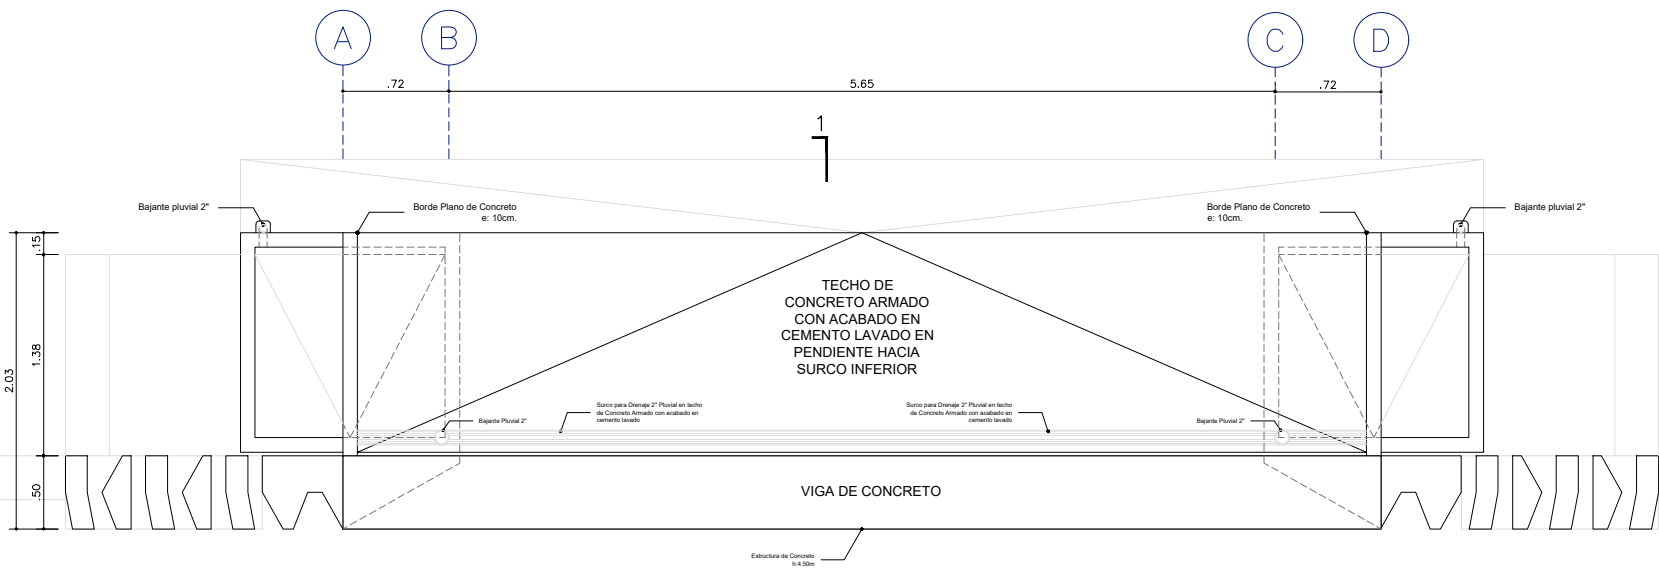 A
B
C
D
.72
5.65
.72
1
Bajante pluvial 2"
Borde Plano de Concreto
e: 10cm.
Borde Plano de Concreto
e: 10cm.
Bajante pluvial 2"
.15
1.38
2.03
.50
TECHO DE
CONCRETO ARMADO
CON ACABADO EN
CEMENTO LAVADO EN
PENDIENTE HACIA
SURCO INFERIOR
Bajante Pluvial 2"
Surco para Drenaje 2" Pluvial en techo
de Concreto Armado con acabado en
cemento lavado
Surco para Drenaje 2" Pluvial en techo
de Concreto Armado con acabado en
cemento lavado
Bajante Pluvial 2"
VIGA DE CONCRETO
Estructura de Concreto
h:4.50m